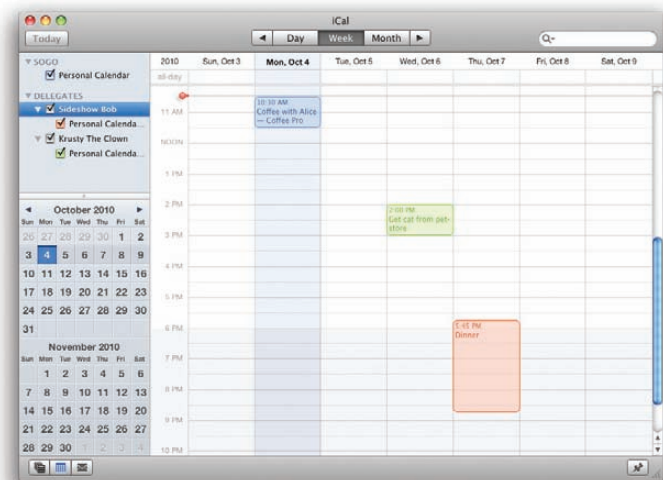 iCal
Today
Day Week Month
SOGO
Personal Calendar
DELEGATES
Sideshow Bob
Personal Calenda...
Krusty The Clown
Personal Calenda...
October 2010
Sun Mon Tue Wed Thu Fri Sat
26 27 28 29 30 1 2
3 4 5 6 7 8 9
10 11 12 13 14 15 16
17 18 19 20 21 22 23
24 25 26 27 28 29 30
31
November 2010
Sun Mon Tue Wed Thu Fri Sat
1 2 3 4 5 6
7 8 9 10 11 12 13
14 15 16 17 18 19 20
21 22 23 24 25 26 27
28 29 30 1 2 3 4
2010 Sun, Oct 3 Mon, Oct 4 Tue, Oct 5 Wed, Oct 6 Thu, Oct 7 Fri, Oct 8 Sat, Oct 9
all-day
10:30 AM
Coffee with Alice
— Coffee Pro
11 AM
NOON
1 PM
2 PM
2:00 PM
Get cat from pet-
store
3 PM
4 PM
5 PM
5:45 PM
Dinner
6 PM
7 PM
8 PM
9 PM
10 PM